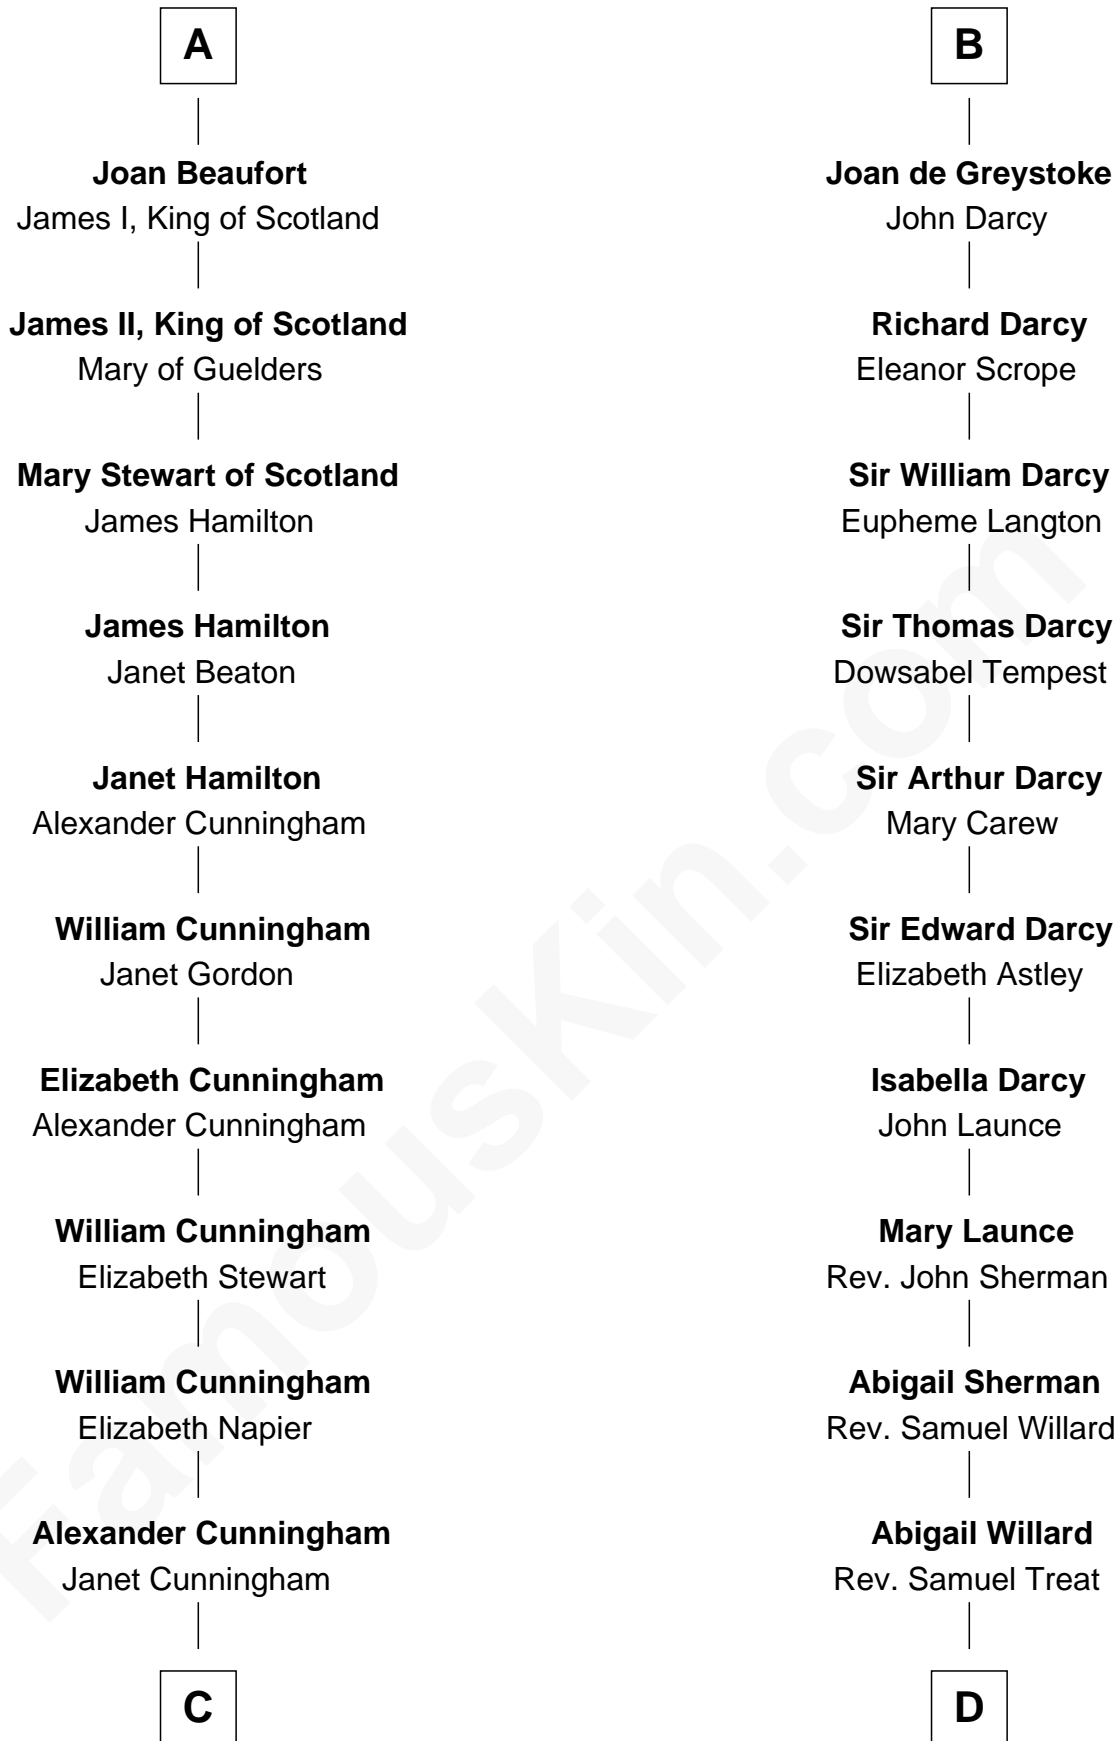 A
Joan Beaufort
James I, King of Scotland
James II, King of Scotland
Mary of Guelders
Mary Stewart of Scotland
James Hamilton
James Hamilton
Janet Beaton
Janet Hamilton
Alexander Cunningham
William Cunningham
Janet Gordon
Elizabeth Cunningham
Alexander Cunningham
William Cunningham
Elizabeth Stewart
William Cunningham
Elizabeth Napier
Alexander Cunningham
Janet Cunningham
C
B
Joan de Greystoke
John Darcy
Richard Darcy
Eleanor Scrope
Sir William Darcy
Eupheme Langton
Sir Thomas Darcy
Dowsabel Tempest
Sir Arthur Darcy
Mary Carew
Sir Edward Darcy
Elizabeth Astley
Isabella Darcy
John Launce
Mary Launce
Rev. John Sherman
Abigail Sherman
Rev. Samuel Willard
Abigail Willard
Rev. Samuel Treat
D
FamousKin.com